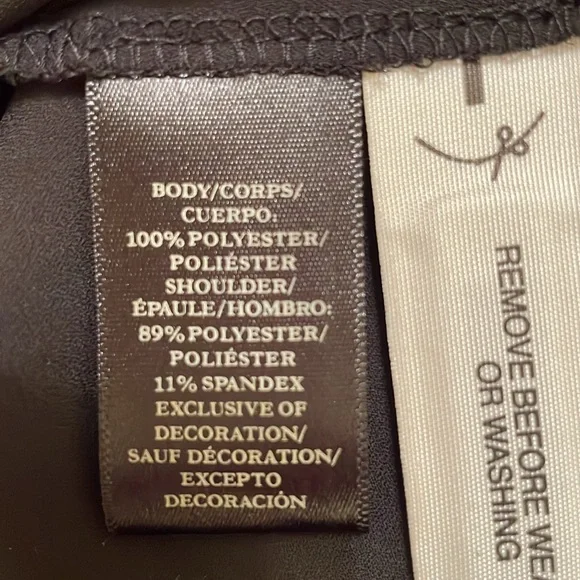 BODY/CORPS/
CUERPO:
100% POLYESTER/
POLIÉSTER
SHOULDER/
ÉPAULE/HOMBRO:
89% POLYESTER/
POLIÉSTER
11% SPANDEX
EXCLUSIVE OF
DECORATION/
SAUF DÉCORATION/
EXCEPTO
DECORACIÓN
REMOVE BEFORE WE
OR WASHING